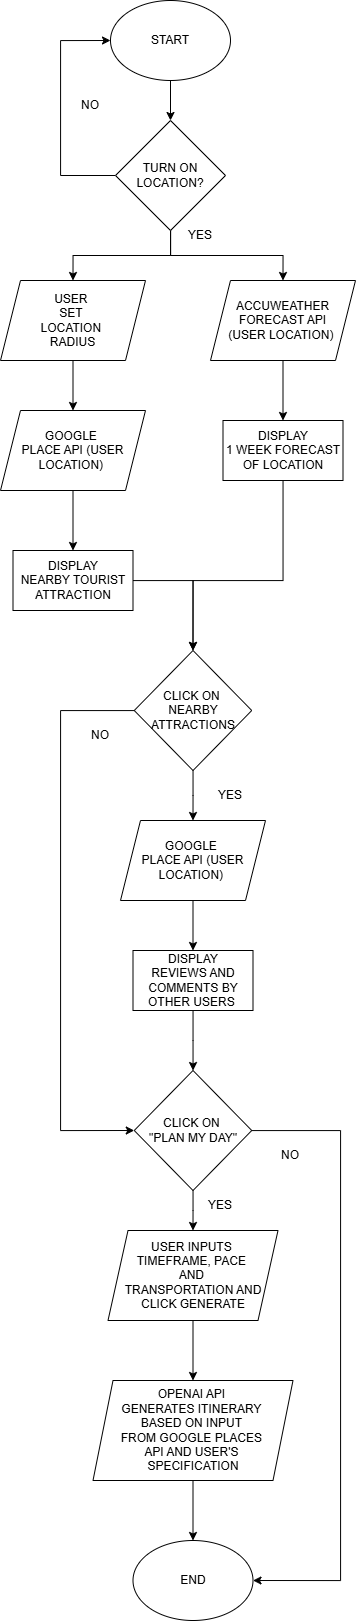 START
NO
TURN ON
LOCATION?
YES
USER
SET
LOCATION
RADIUS
ACCUWEATHER
FORECAST API
(USER LOCATION)
GOOGLE
PLACE API (USER
LOCATION)
DISPLAY
1 WEEK FORECAST
OF LOCATION
DISPLAY
NEARBY TOURIST
ATTRACTION
CLICK ON
NEARBY
ATTRACTIONS
NO
YES
GOOGLE
PLACE API (USER
LOCATION)
DISPLAY
REVIEWS AND
COMMENTS BY
OTHER USERS
CLICK ON
"PLAN MY DAY"
NO
YES
USER INPUTS
TIMEFRAME, PACE
AND
TRANSPORTATION AND
CLICK GENERATE
OPENAI API
GENERATES ITINERARY
BASED ON INPUT
FROM GOOGLE PLACES
API AND USER'S
SPECIFICATION
END